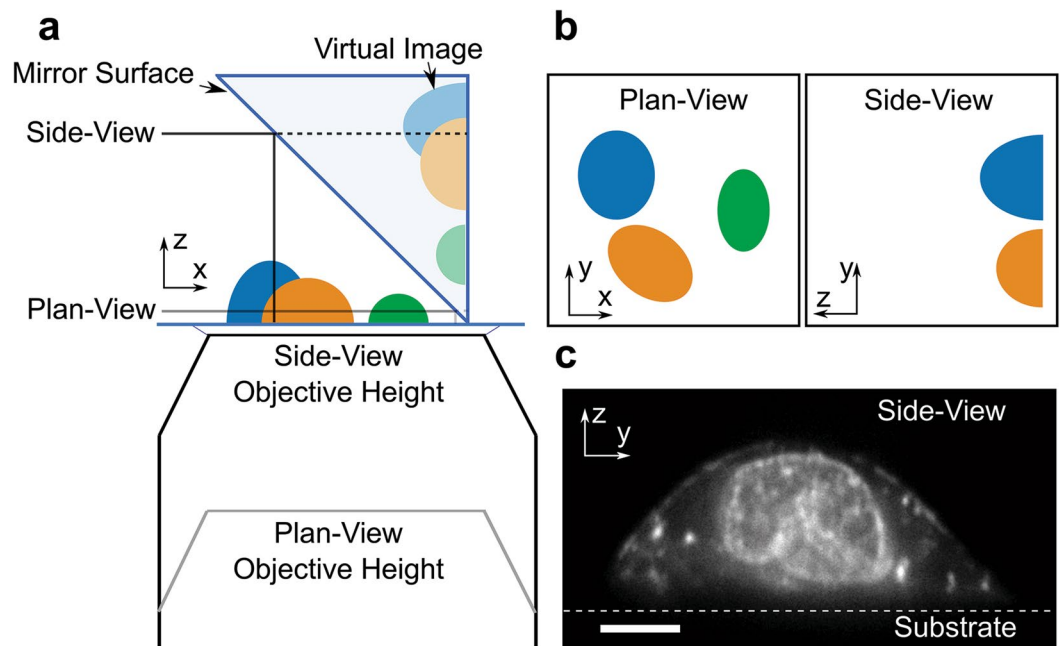 a
Virtual Image
Mirror Surface
Side-View
z
x
Plan-View
Side-View
Objective Height
Plan-View
Objective Height
b
Plan-View
y
x
Side-View
y
z
c
Side-View
z
y
Substrate